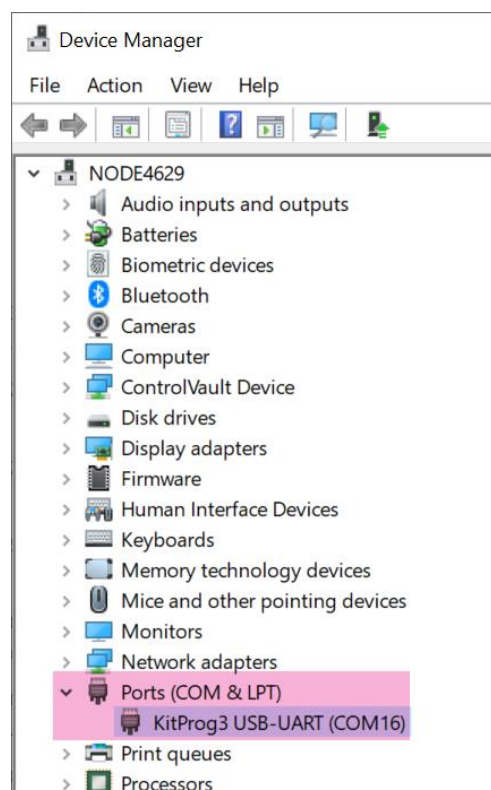 Device Manager
File Action View Help
NODE4629
Audio inputs and outputs
Batteries
Biometric devices
Bluetooth
Cameras
Computer
ControlVault Device
Disk drives
Display adapters
Firmware
Human Interface Devices
Keyboards
Memory technology devices
Mice and other pointing devices
Monitors
Network adapters
Ports (COM & LPT)
KitProg3 USB-UART (COM16)
Print queues
Processors